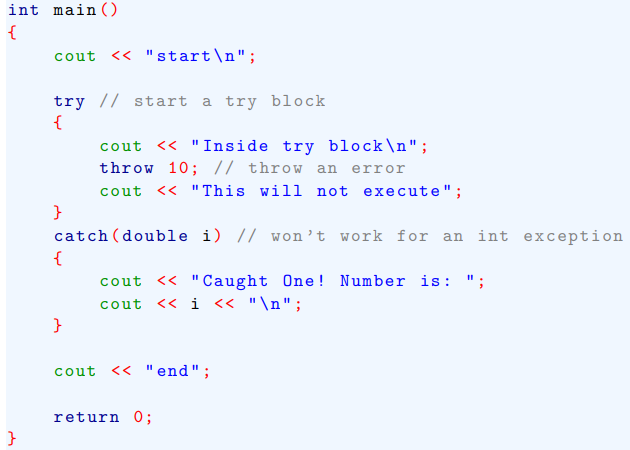 int main()
{
    cout << "start\n";

    try // start a try block
    {
        cout << "Inside try block\n";
        throw 10; // throw an error
        cout << "This will not execute";
    }
    catch(double i) // won't work for an int exception
    {
        cout << "Caught One! Number is: ";
        cout << i << "\n";
    }

    cout << "end";

    return 0;
}